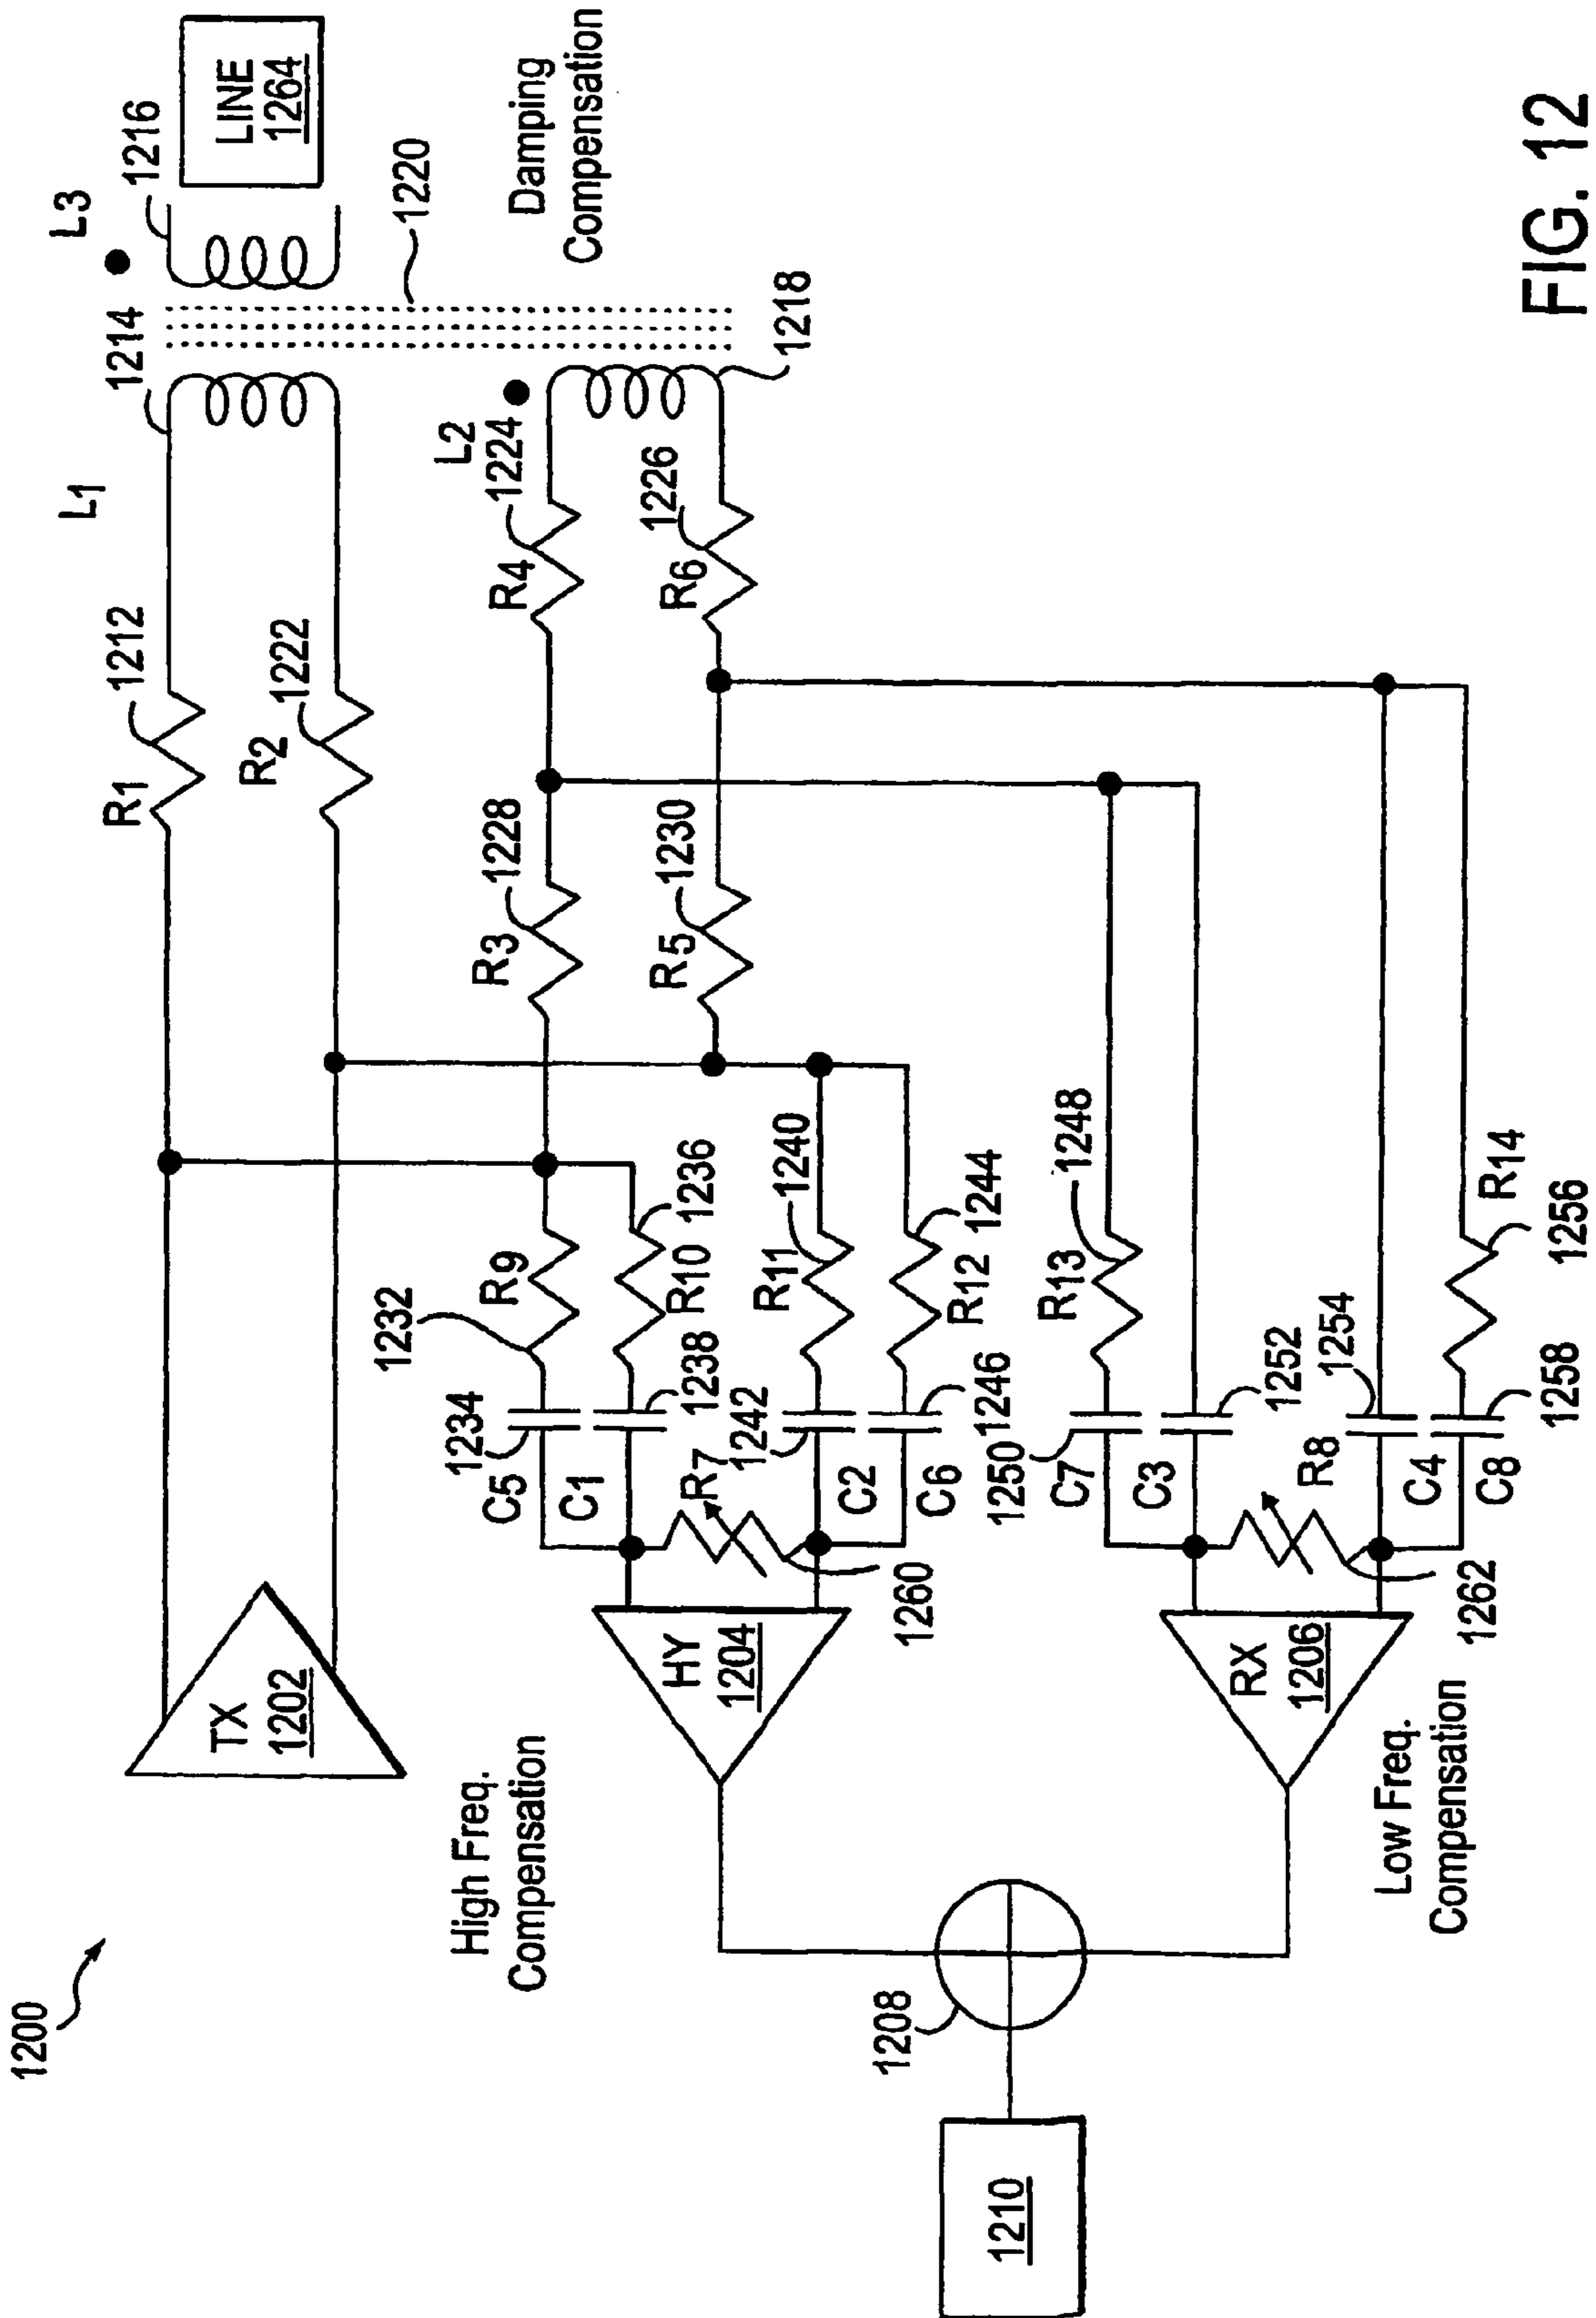 1200
TX
1202
High Freq.
Compensation
HY
1204
1208
1210
RX
1206
Low Freq.
Compensation
R1
1212
L1
1214
L3
1216
LINE
1264
R2
1222
1220
Damping
Compensation
L2
R4
1224
R6
1226
1218
R3
1228
R5
1230
1232
R9
1234
C5
R10
1236
1238
C1
R7
1260
R11
1240
1242
C2
R12
1244
1246
C6
R13
1248
1250
C7
1252
C3
R8
1262
1254
C4
R14
1256
1258
C8
FIG. 12